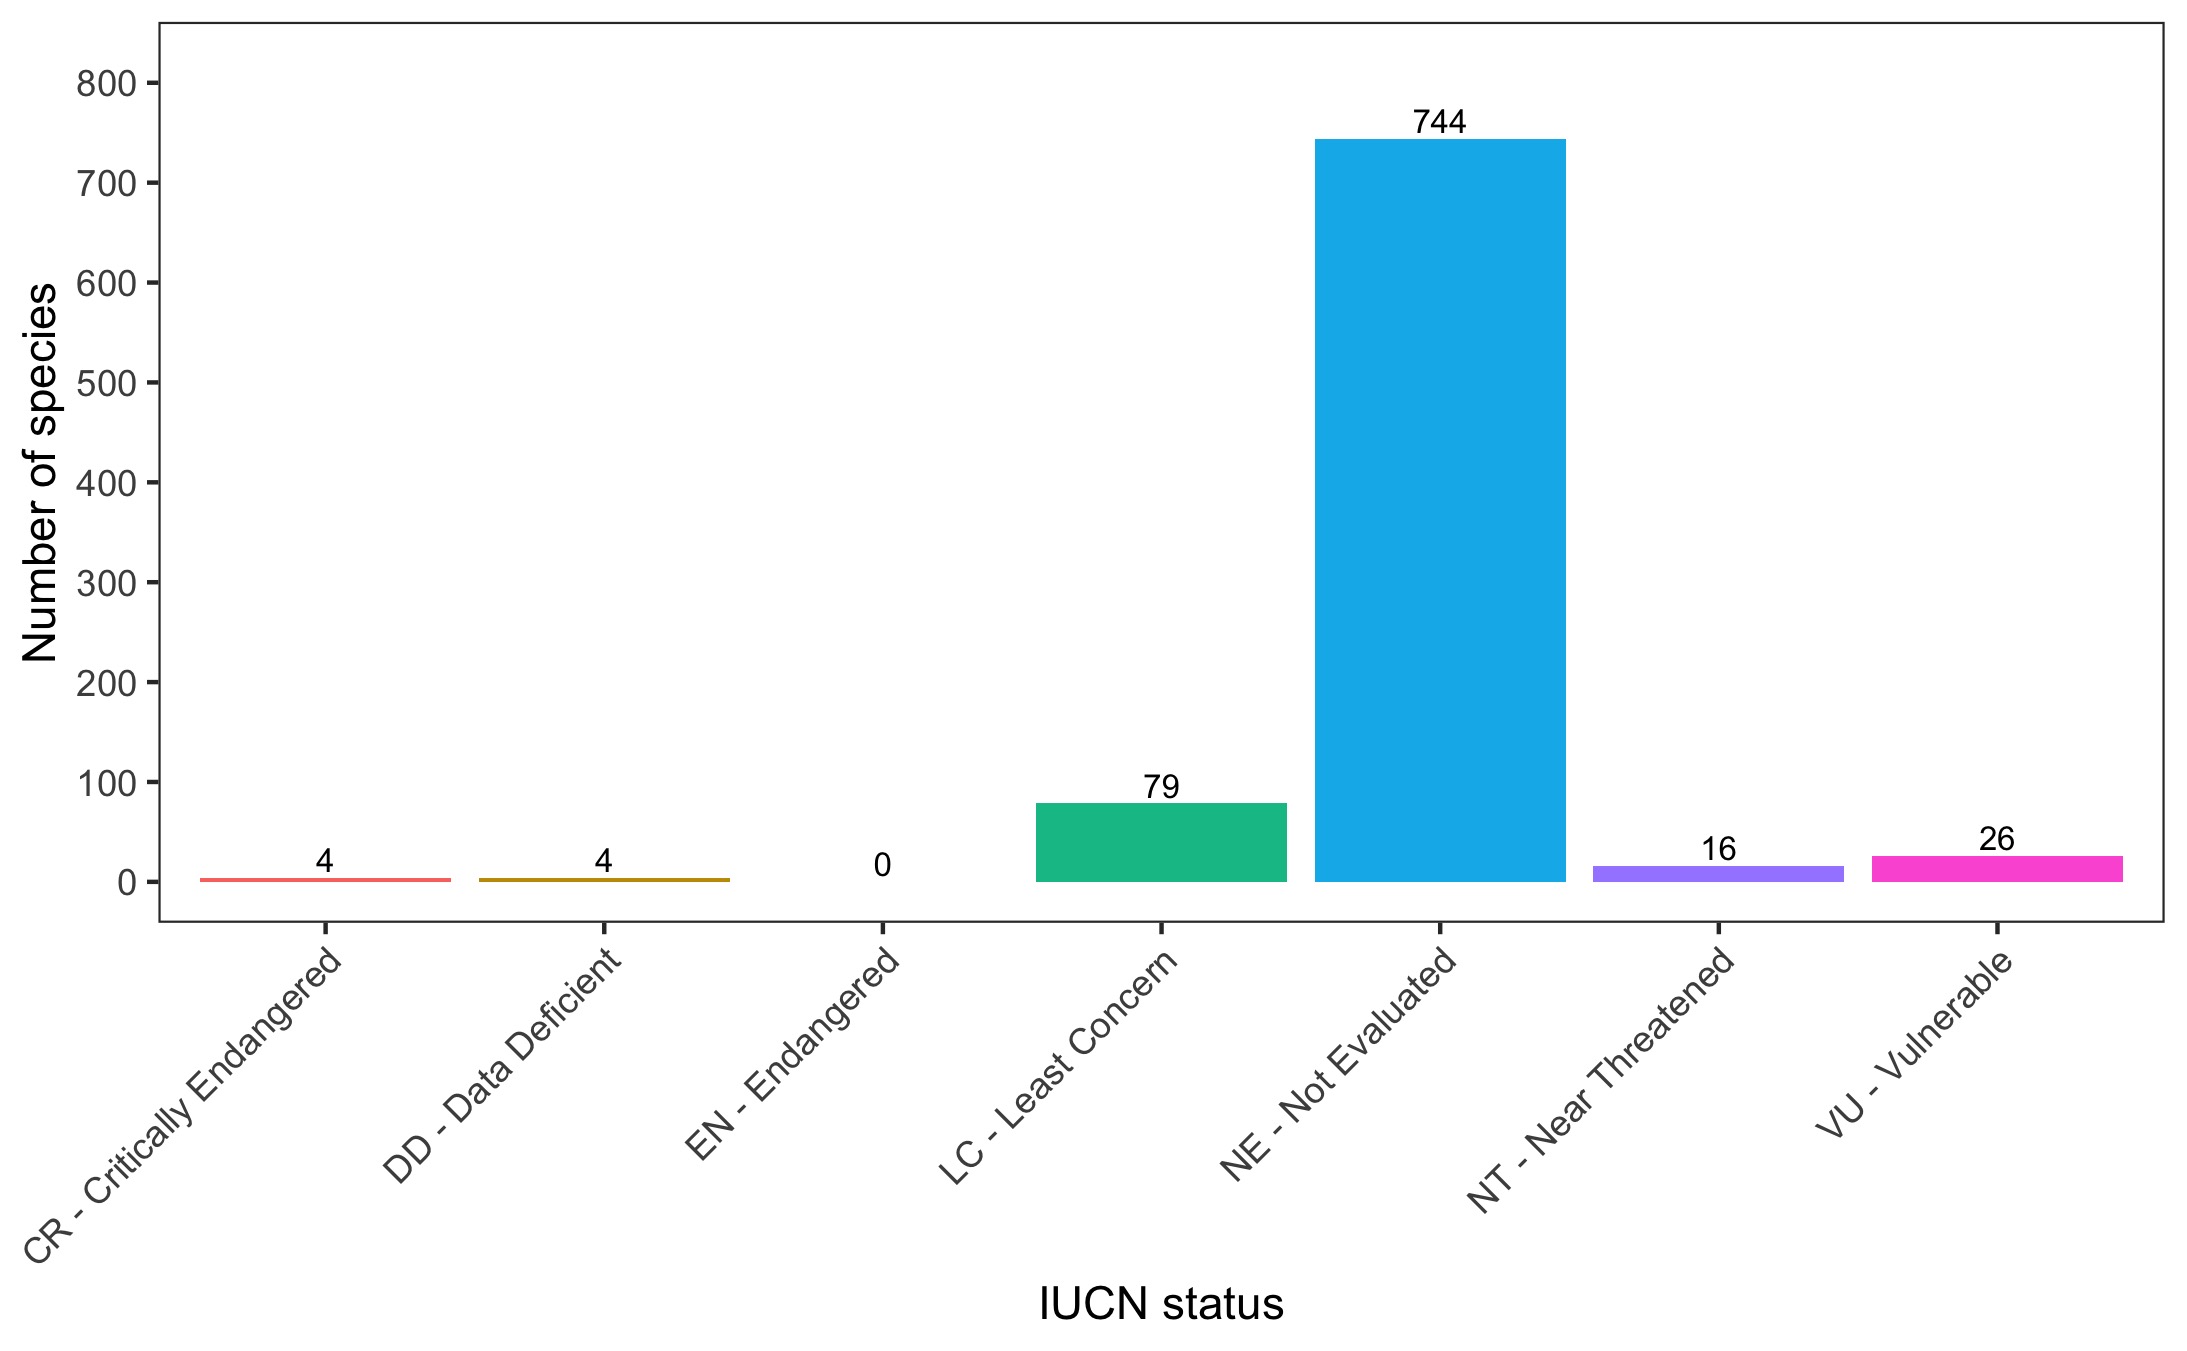 Number of species
800
700
600
500
400
300
200
100
0
4
4
0
79
744
16
26
CR - Critically Endangered
DD - Data Deficient
EN - Endangered
LC - Least Concern
NE - Not Evaluated
NT - Near Threatened
VU - Vulnerable
IUCN status